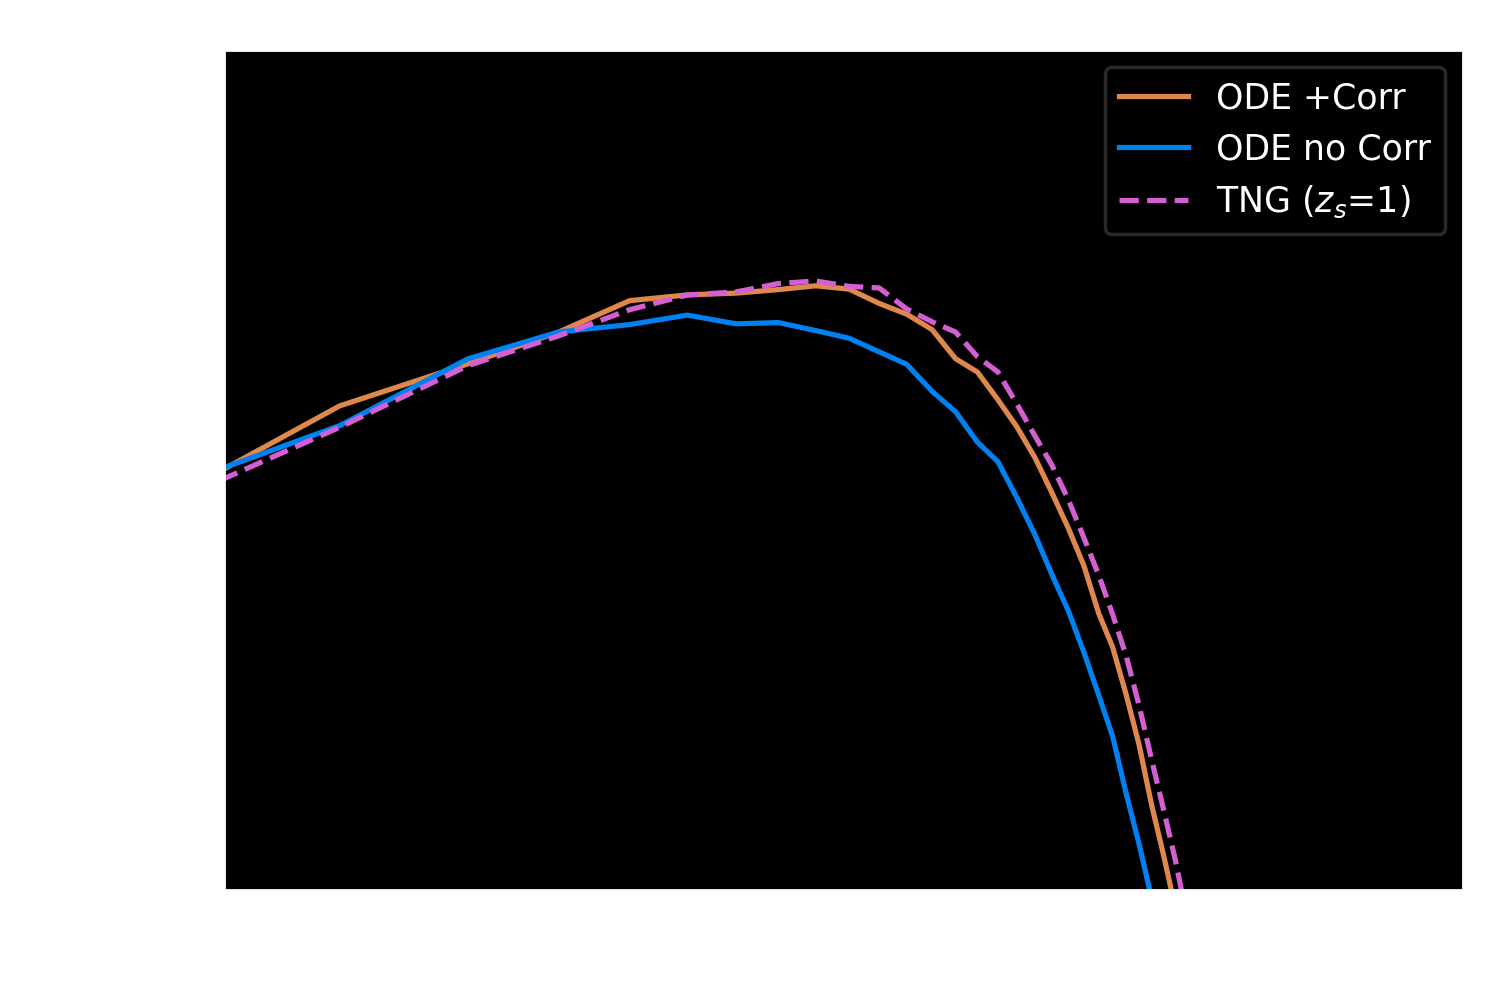 ODE +Corr
ODE no Corr
TNG (z_s=1)